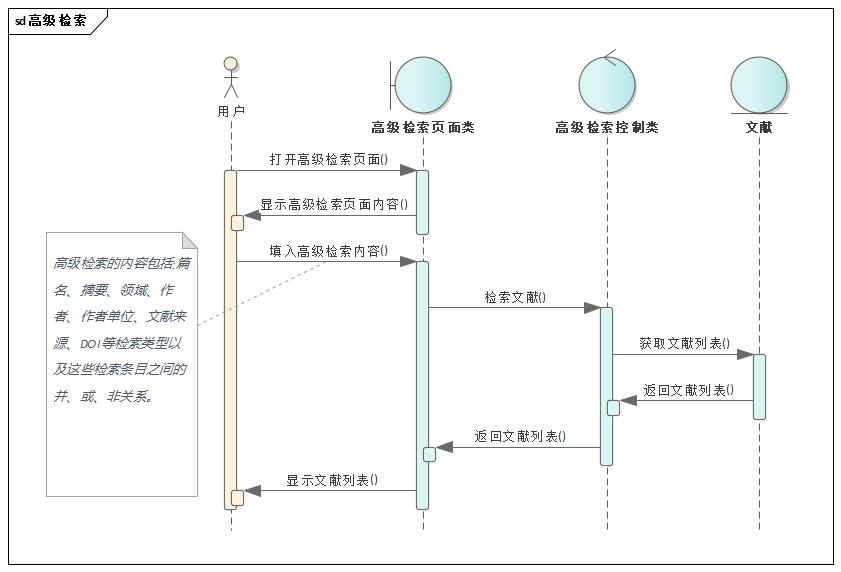 sd 高级检索
用户
高级检索页面类
高级检索控制类
文献
打开高级检索页面()
显示高级检索页面内容()
填入高级检索内容()
高级检索的内容包括:篇
名、摘要、领域、作
者、作者单位、文献来
源、DOI等检索类型以
及这些检索条目之间的
并、或、非关系。
检索文献()
获取文献列表()
返回文献列表()
返回文献列表()
显示文献列表()